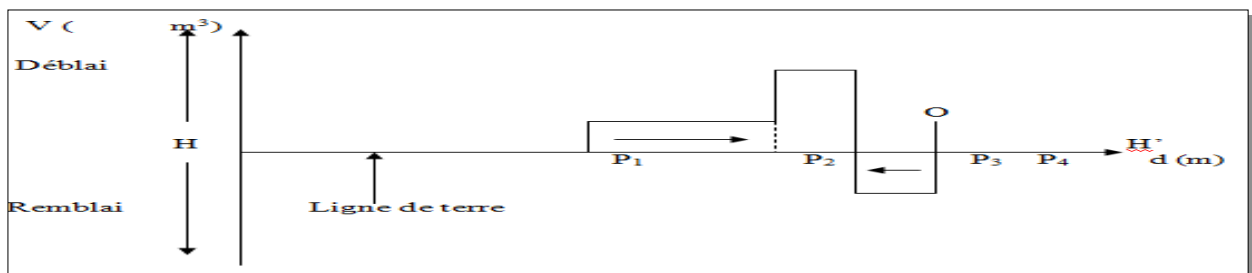 V ( m³)
Déblai
O
H
H'
P₁ P₂ P₃ P₄ d (m)
Remblai Ligne de terre